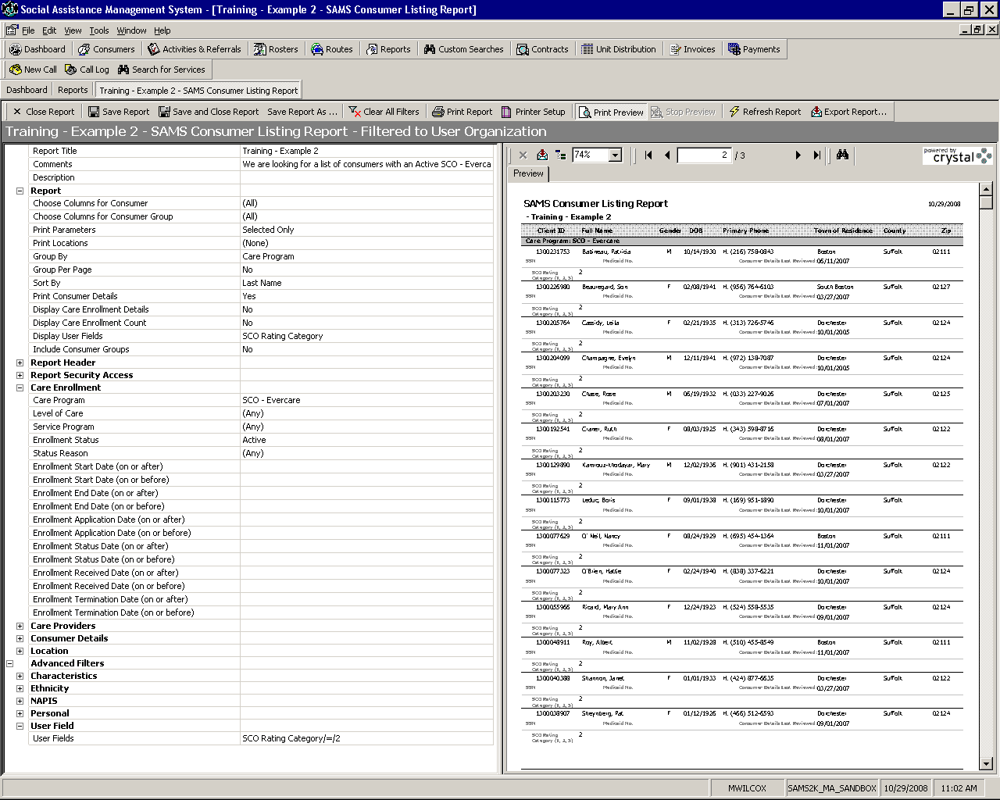 Social Assistance Management System - [Training - Example 2 - SAMS Consumer Listing Report]
File Edit View Tools Window Help
Dashboard Consumers Activities & Referrals Rosters Routes Reports Custom Searches Contracts Unit Distribution Invoices Payments
New Call Call Log Search for Services
Dashboard Reports Training - Example 2 - SAMS Consumer Listing Report
Close Report Save Report Save and Close Report Save Report As ... Clear All Filters Print Report Printer Setup Print Preview Stop Preview Refresh Report Export Report...
Training - Example 2 - SAMS Consumer Listing Report - Filtered to User Organization
Report Title Training - Example 2
Comments We are looking for a list of consumers with an Active SCO - Everca
Description
Report
Choose Columns for Consumer (All)
Choose Columns for Consumer Group (All)
Print Parameters Selected Only
Print Locations (None)
Group By Care Program
Group Per Page No
Sort By Last Name
Print Consumer Details Yes
Display Care Enrollment Details No
Display Care Enrollment Count No
Display User Fields SCO Rating Category
Include Consumer Groups No
Report Header
Report Security Access
Care Enrollment
Care Program SCO - Evercare
Level of Care (Any)
Service Program (Any)
Enrollment Status Active
Status Reason (Any)
Enrollment Start Date (on or after)
Enrollment Start Date (on or before)
Enrollment End Date (on or after)
Enrollment End Date (on or before)
Enrollment Application Date (on or after)
Enrollment Application Date (on or before)
Enrollment Status Date (on or after)
Enrollment Status Date (on or before)
Enrollment Received Date (on or after)
Enrollment Received Date (on or before)
Enrollment Termination Date (on or after)
Enrollment Termination Date (on or before)
Care Providers
Consumer Details
Location
Advanced Filters
Characteristics
Ethnicity
NAPIS
Personal
User Field
User Fields SCO Rating Category/=/2
74% 2 / 3
powered by
crystal
Preview
SAMS Consumer Listing Report 10/29/2008
- Training - Example 2
Client ID Full Name Gender DOB Primary Phone Town of Residence County Zip
Care Program: SCO - Evercare
1300231753 Babineau, Patricia M 10/14/1930 H. (216) 758-0843 Boston Suffolk 02111
Medicaid No. Consumer Details Last Reviewed 06/11/2007
SCO Rating 2
Category (1, 2, 3)
1300226980 Beauregard, Son F 02/08/1941 H. (956) 764-6103 South Boston Suffolk 02127
SSN Medicaid No. Consumer Details Last Reviewed 03/27/2007
SCO Rating 2
Category (1, 2, 3)
1300205764 Cassidy, Leila F 02/21/1935 H. (313) 726-5746 Dorchester Suffolk 02124
SSN Medicaid No. Consumer Details Last Reviewed 10/01/2005
SCO Rating 2
Category (1, 2, 3)
1300204099 Champagne, Evelyn M 12/11/1941 H. (972) 138-7087 Dorchester Suffolk 02124
SSN Medicaid No. Consumer Details Last Reviewed 10/01/2005
SCO Rating 2
Category (1, 2, 3)
1300203230 Chase, Rose M 06/19/1932 H. (033) 227-9026 Dorchester Suffolk 02125
SSN Medicaid No. Consumer Details Last Reviewed 07/01/2007
SCO Rating 2
Category (1, 2, 3)
1300192541 Cramer, Ruth F 08/03/1925 H. (343) 598-8716 Dorchester Suffolk 02122
SSN Medicaid No. Consumer Details Last Reviewed 08/01/2007
SCO Rating 2
Category (1, 2, 3)
1300129890 Kamrouz-Khodayar, Mary M 12/02/1936 H. (901) 431-2158 Dorchester Suffolk 02122
SSN Medicaid No. Consumer Details Last Reviewed 03/27/2007
SCO Rating 2
Category (1, 2, 3)
1300115773 Leduc, Boris F 09/01/1938 H. (169) 951-1890 Dorchester Suffolk
SSN Medicaid No. Consumer Details Last Reviewed 10/01/2007
SCO Rating 2
Category (1, 2, 3)
1300077629 O' Neil, Nancy F 08/24/1929 H. (695) 454-1364 Boston Suffolk 02111
SSN Medicaid No. Consumer Details Last Reviewed 11/01/2007
SCO Rating 2
Category (1, 2, 3)
1300077323 O'Brien, Hattie F 02/24/1940 H. (838) 337-6221 Dorchester Suffolk 02124
SSN Medicaid No. Consumer Details Last Reviewed 10/01/2007
SCO Rating 2
Category (1, 2, 3)
1300055966 Ricard, Mary Ann F 12/24/1923 H. (524) 558-5535 Dorchester Suffolk 02124
SSN Medicaid No. Consumer Details Last Reviewed 09/01/2007
SCO Rating 2
Category (1, 2, 3)
1300048911 Roy, Albert M 11/02/1928 H. (510) 455-8549 Boston Suffolk 02111
SSN Medicaid No. Consumer Details Last Reviewed 11/01/2007
SCO Rating 2
Category (1, 2, 3)
1300040388 Shannon, Janet F 01/01/1933 H. (424) 877-6635 Dorchester Suffolk 02122
SSN Medicaid No. Consumer Details Last Reviewed 03/27/2007
SCO Rating 2
Category (1, 2, 3)
1300038907 Sheynberg, Pat F 01/12/1926 H. (466) 512-6593 Dorchester Suffolk 02124
SSN Medicaid No. Consumer Details Last Reviewed 09/01/2007
SCO Rating 2
Category (1, 2, 3)
MWILCOX SAMS2K_MA_SANDBOX 10/29/2008 11:02 AM